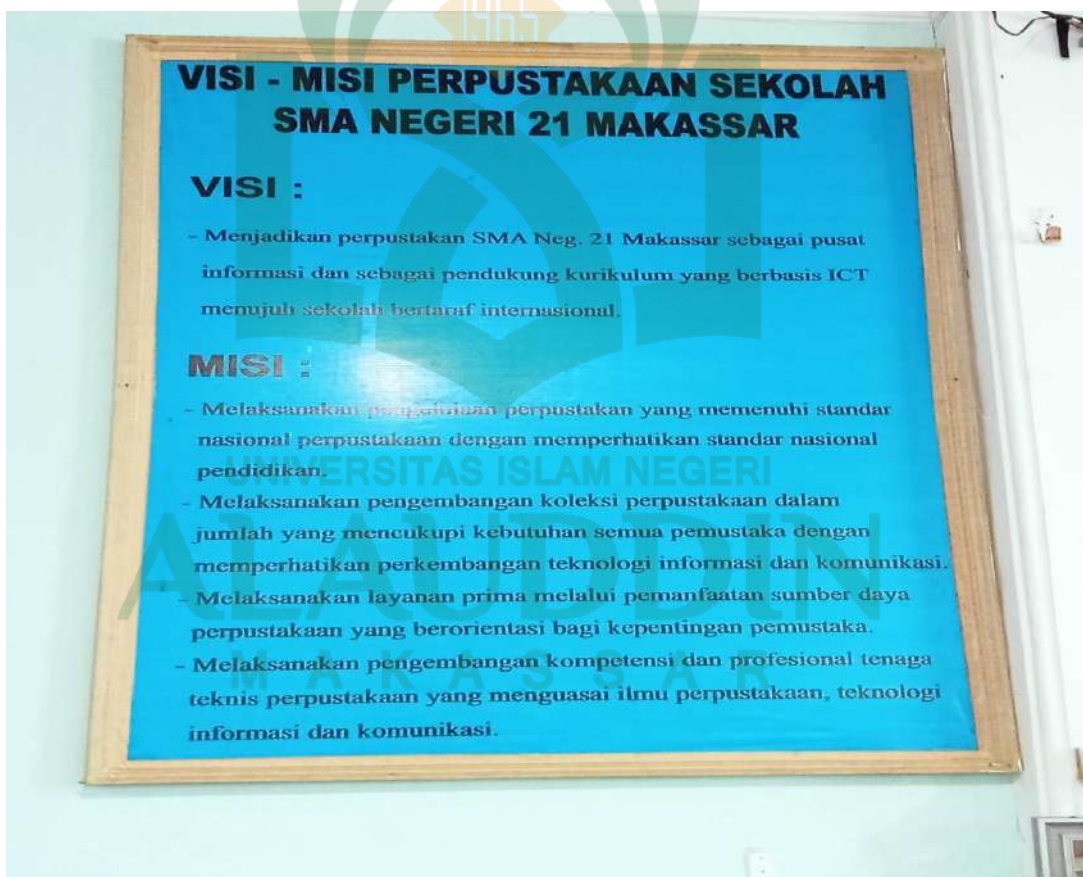 1965
VISI - MISI PERPUSTAKAAN SEKOLAH
SMA NEGERI 21 MAKASSAR
VISI :
- Menjadikan perpustakan SMA Neg. 21 Makassar sebagai pusat
informasi dan sebagai pendukung kurikulum yang berbasis ICT
menujuh sekolah bertaraf internasional.
MISI :
- Melaksanakan pengelolaan perpustakan yang memenuhi standar
nasional perpustakaan dengan memperhatikan standar nasional
pendidikan.
UNIVERSITAS ISLAM NEGERI
- Melaksanakan pengembangan koleksi perpustakaan dalam
jumlah yang mencukupi kebutuhan semua pemustaka dengan
memperhatikan perkembangan teknologi informasi dan komunikasi.
ALAUDDIN
- Melaksanakan layanan prima melalui pemanfaatan sumber daya
perpustakaan yang berorientasi bagi kepentingan pemustaka.
- Melaksanakan pengembangan kompetensi dan profesional tenaga
MAKASSAR
teknis perpustakaan yang menguasai ilmu perpustakaan, teknologi
informasi dan komunikasi.